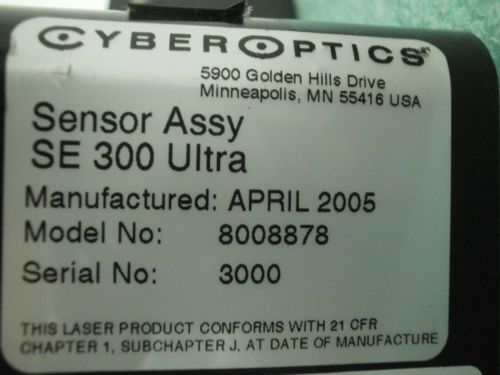 CYBEROPTICS
5900 Golden Hills Drive
Minneapolis, MN 55416 USA
Sensor Assy
SE 300 Ultra
Manufactured: APRIL 2005
Model No: 8008878
Serial No: 3000
THIS LASER PRODUCT CONFORMS WITH 21 CFR
CHAPTER 1, SUBCHAPTER J, AT DATE OF MANUFACTURE